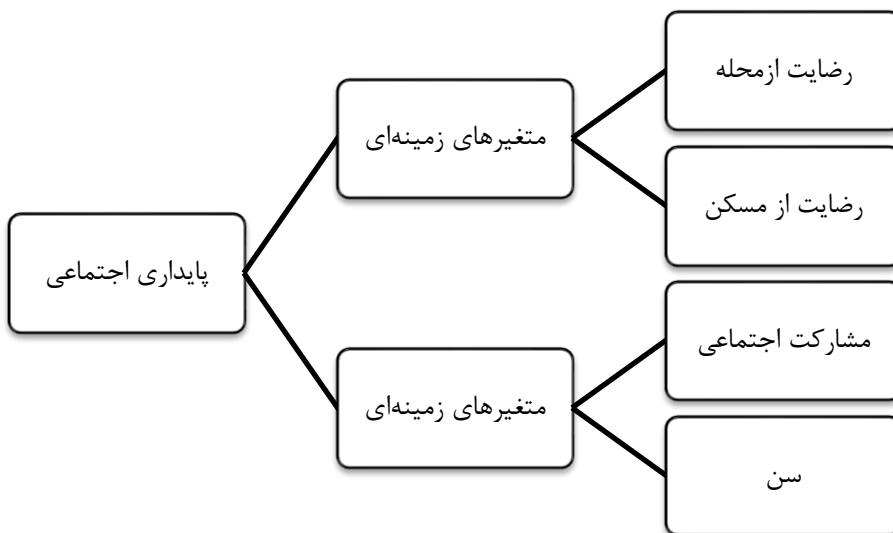 رضایت ازمحله
متغیرهای زمینه‌ای
رضایت از مسکن
پایداری اجتماعی
مشارکت اجتماعی
متغیرهای زمینه‌ای
سن